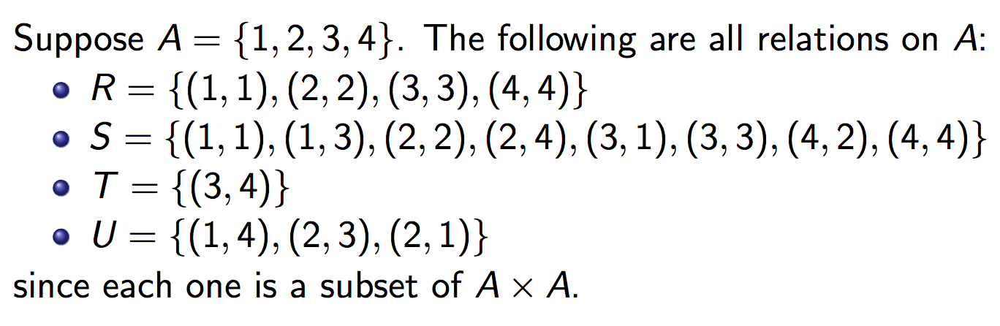 Suppose A = {1, 2, 3, 4}. The following are all relations on A:
• R = {(1, 1), (2, 2), (3, 3), (4, 4)}
• S = {(1, 1), (1, 3), (2, 2), (2, 4), (3, 1), (3, 3), (4, 2), (4, 4)}
• T = {(3, 4)}
• U = {(1, 4), (2, 3), (2, 1)}
since each one is a subset of A × A.